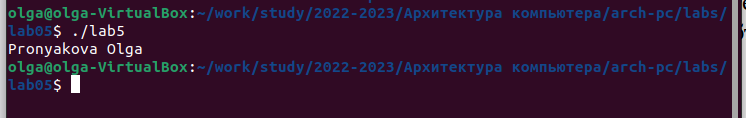 olga@olga-VirtualBox:~/work/study/2022-2023/Архитектура компьютера/arch-pc/labs/
lab05$ ./lab5
Pronyakova Olga
olga@olga-VirtualBox:~/work/study/2022-2023/Архитектура компьютера/arch-pc/labs/
lab05$